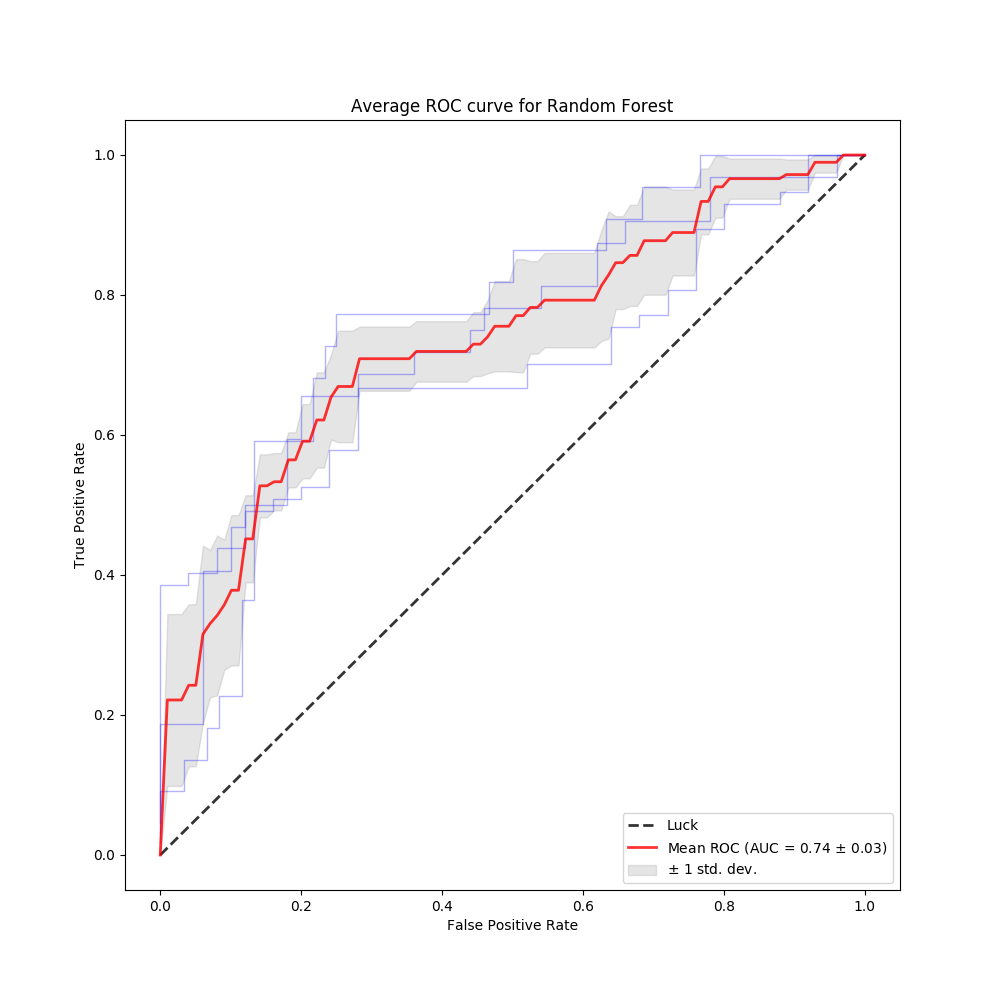 Average ROC curve for Random Forest
True Positive Rate
1.0
0.8
0.6
0.4
0.2
0.0
0.0 0.2 0.4 0.6 0.8 1.0
False Positive Rate
Luck
Mean ROC (AUC = 0.74 ± 0.03)
± 1 std. dev.